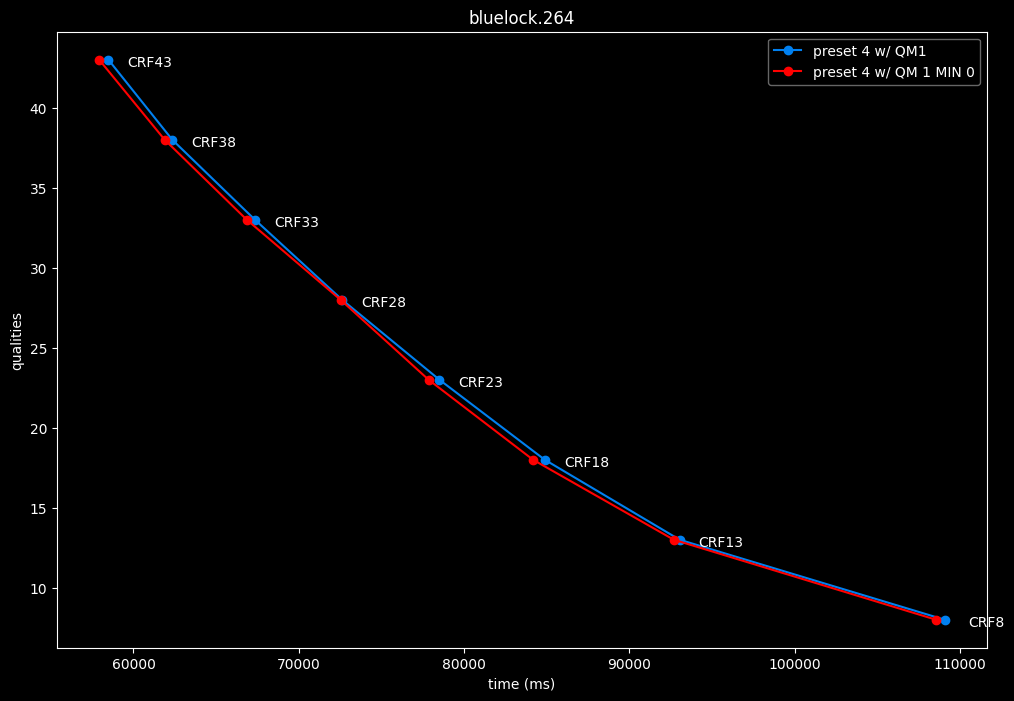 bluelock.264
preset 4 w/ QM1
preset 4 w/ QM 1 MIN 0
CRF43
CRF38
CRF33
CRF28
CRF23
CRF18
CRF13
CRF8
qualities
40
35
30
25
20
15
10
60000
70000
80000
90000
100000
110000
time (ms)